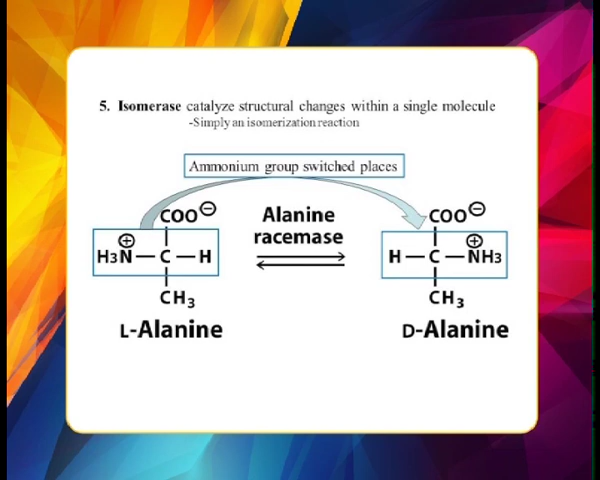 5. Isomerase catalyze structural changes within a single molecule
-Simply an isomerization reaction
Ammonium group switched places
COO⊖
Alanine
racemase
COO⊖
⊕
H3N—C—H
⊕
H—C—NH3
CH3
CH3
L-Alanine
D-Alanine